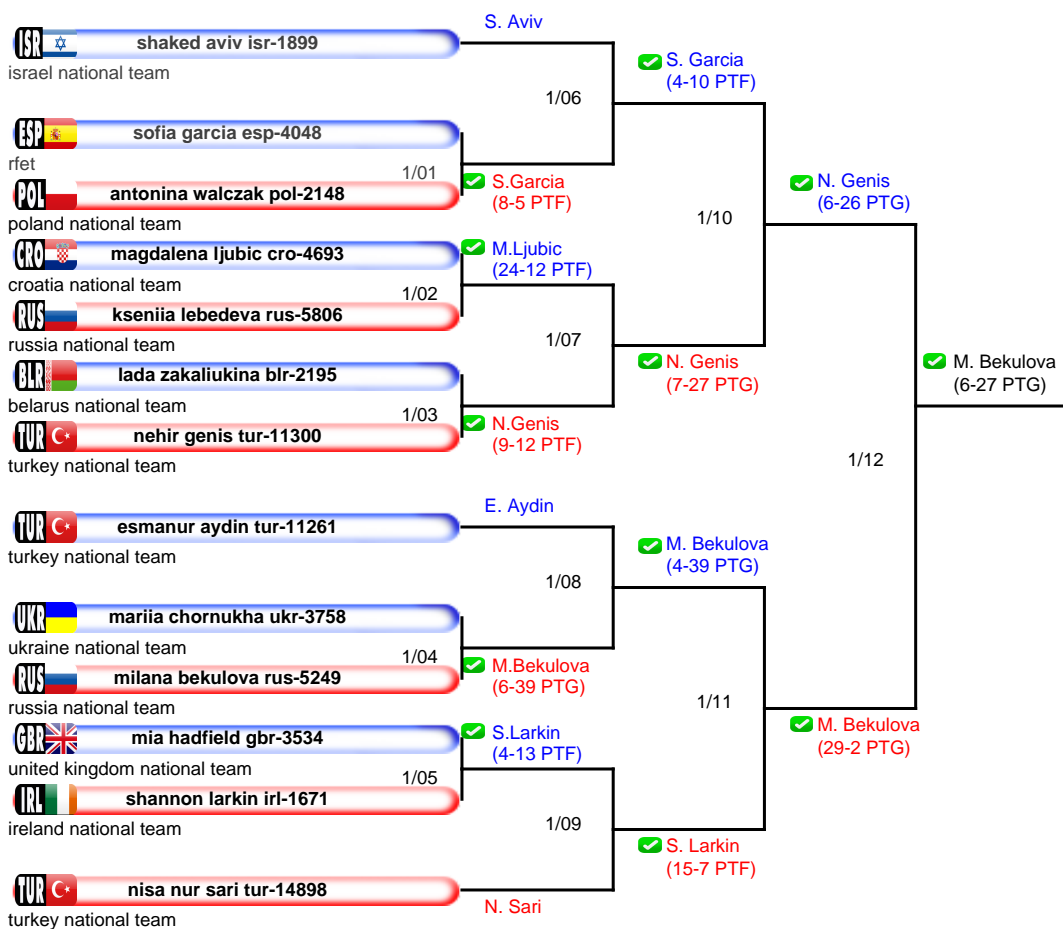 S. Aviv
ISR shaked aviv isr-1899
israel national team
S. Garcia
(4-10 PTF)
1/06
ESP sofia garcia esp-4048
rfet
1/01
S.Garcia
(8-5 PTF)
POL antonina walczak pol-2148
poland national team
N. Genis
(6-26 PTG)
1/10
CRO magdalena ljubic cro-4693
croatia national team
M.Ljubic
(24-12 PTF)
1/02
RUS kseniia lebedeva rus-5806
russia national team
1/07
N. Genis
(7-27 PTG)
BLR lada zakaliukina blr-2195
belarus national team
1/03
N.Genis
(9-12 PTF)
TUR nehir genis tur-11300
turkey national team
M. Bekulova
(6-27 PTG)
1/12
E. Aydin
TUR esmanur aydin tur-11261
turkey national team
M. Bekulova
(4-39 PTG)
1/08
UKR mariia chornukha ukr-3758
ukraine national team
1/04
M.Bekulova
(6-39 PTG)
RUS milana bekulova rus-5249
russia national team
1/11
M. Bekulova
(29-2 PTG)
GBR mia hadfield gbr-3534
united kingdom national team
S.Larkin
(4-13 PTF)
1/05
IRL shannon larkin irl-1671
ireland national team
1/09
S. Larkin
(15-7 PTF)
TUR nisa nur sari tur-14898
turkey national team
N. Sari